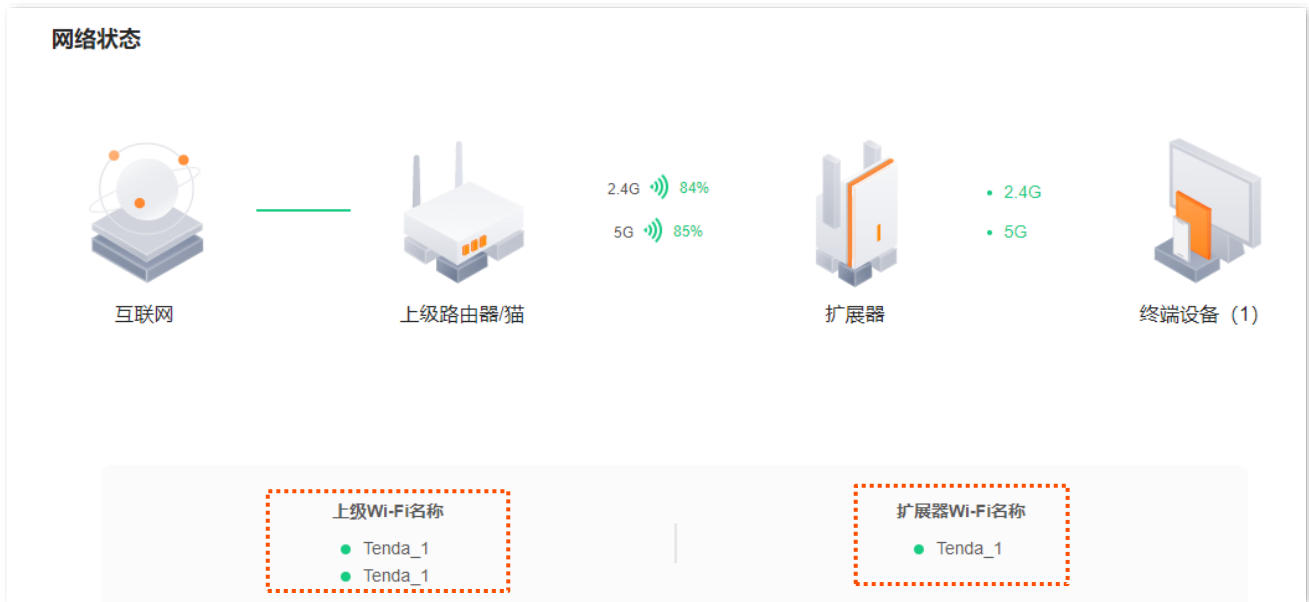 网络状态
2.4G 84%
5G 85%
2.4G
5G
互联网
上级路由器/猫
扩展器
终端设备（1）
上级Wi-Fi名称
Tenda_1
Tenda_1
扩展器Wi-Fi名称
Tenda_1